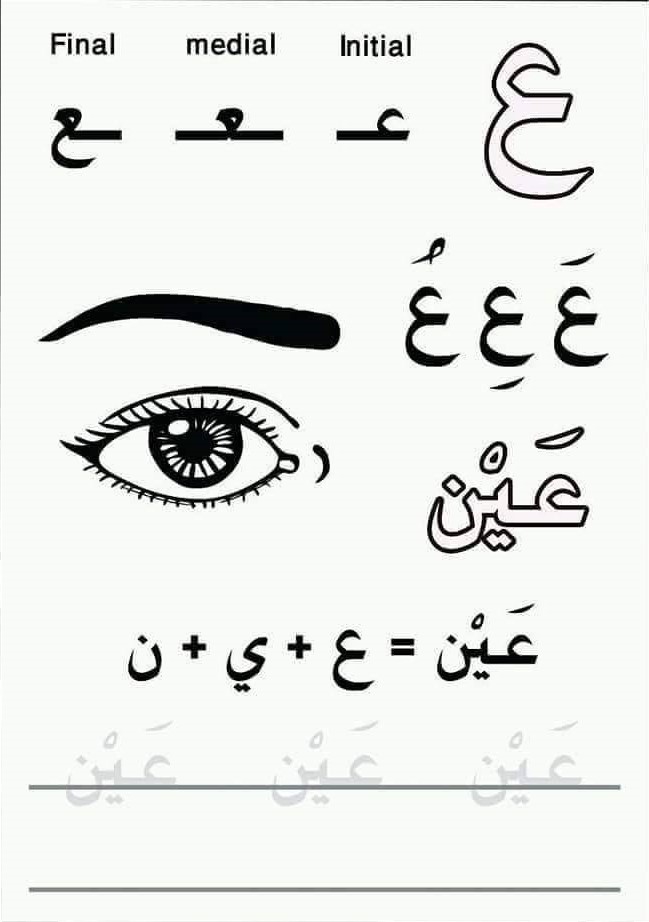 Final medial Initial
ع
ـع ـعـ عـ
عَ عِ عُ
عَيْن
عَيْن = ع + ي + ن
عَيْن عَيْن عَيْن